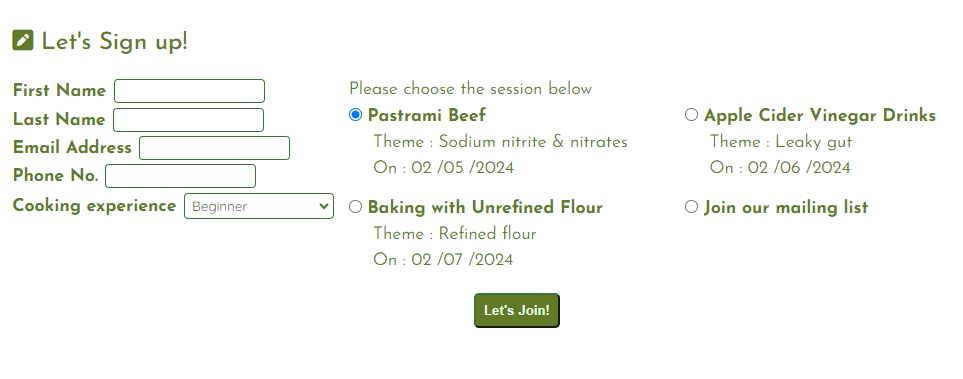 Let's Sign up!
First Name
Last Name
Email Address
Phone No.
Cooking experience Beginner
Please choose the session below
Pastrami Beef
Theme : Sodium nitrite & nitrates
On : 02 /05 /2024
Apple Cider Vinegar Drinks
Theme : Leaky gut
On : 02 /06 /2024
Baking with Unrefined Flour
Theme : Refined flour
On : 02 /07 /2024
Join our mailing list
Let's Join!